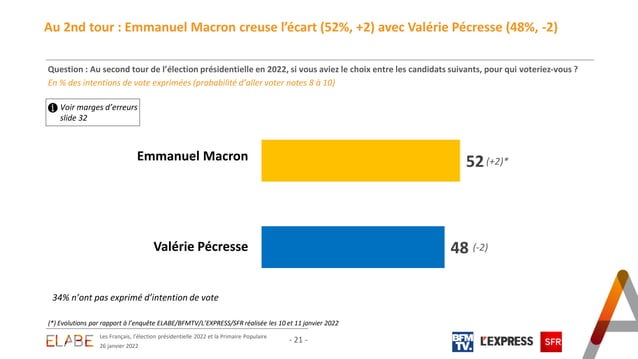 Au 2nd tour : Emmanuel Macron creuse l’écart (52%, +2) avec Valérie Pécresse (48%, -2)
Question : Au second tour de l’élection présidentielle en 2022, si vous aviez le choix entre les candidats suivants, pour qui voteriez-vous ?
En % des intentions de vote exprimées (probabilité d’aller voter notes 8 à 10)
Voir marges d’erreurs
slide 32
Emmanuel Macron
52 (+2)*
Valérie Pécresse
48 (-2)
34% n’ont pas exprimé d’intention de vote
(*) Evolutions par rapport à l’enquête ELABE/BFMTV/L’EXPRESS/SFR réalisée les 10 et 11 janvier 2022
ELABE
Les Français, l’élection présidentielle 2022 et la Primaire Populaire
26 janvier 2022
- 21 -
BFM
TV.
L'EXPRESS
SFR